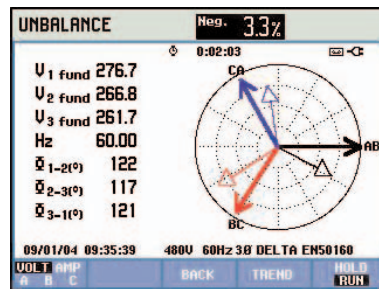 UNBALANCE Neg. 3.3%
0:02:03
V1 fund 276.7
V2 fund 266.8
V3 fund 261.7
Hz 60.00
Φ1-2(°) 122
Φ2-3(°) 117
Φ3-1(°) 121
CA
AB
BC
09/01/04 09:35:39 480V 60Hz 3Ø DELTA EN50160
VOLT AMP
A B C
BACK TREND HOLD
RUN